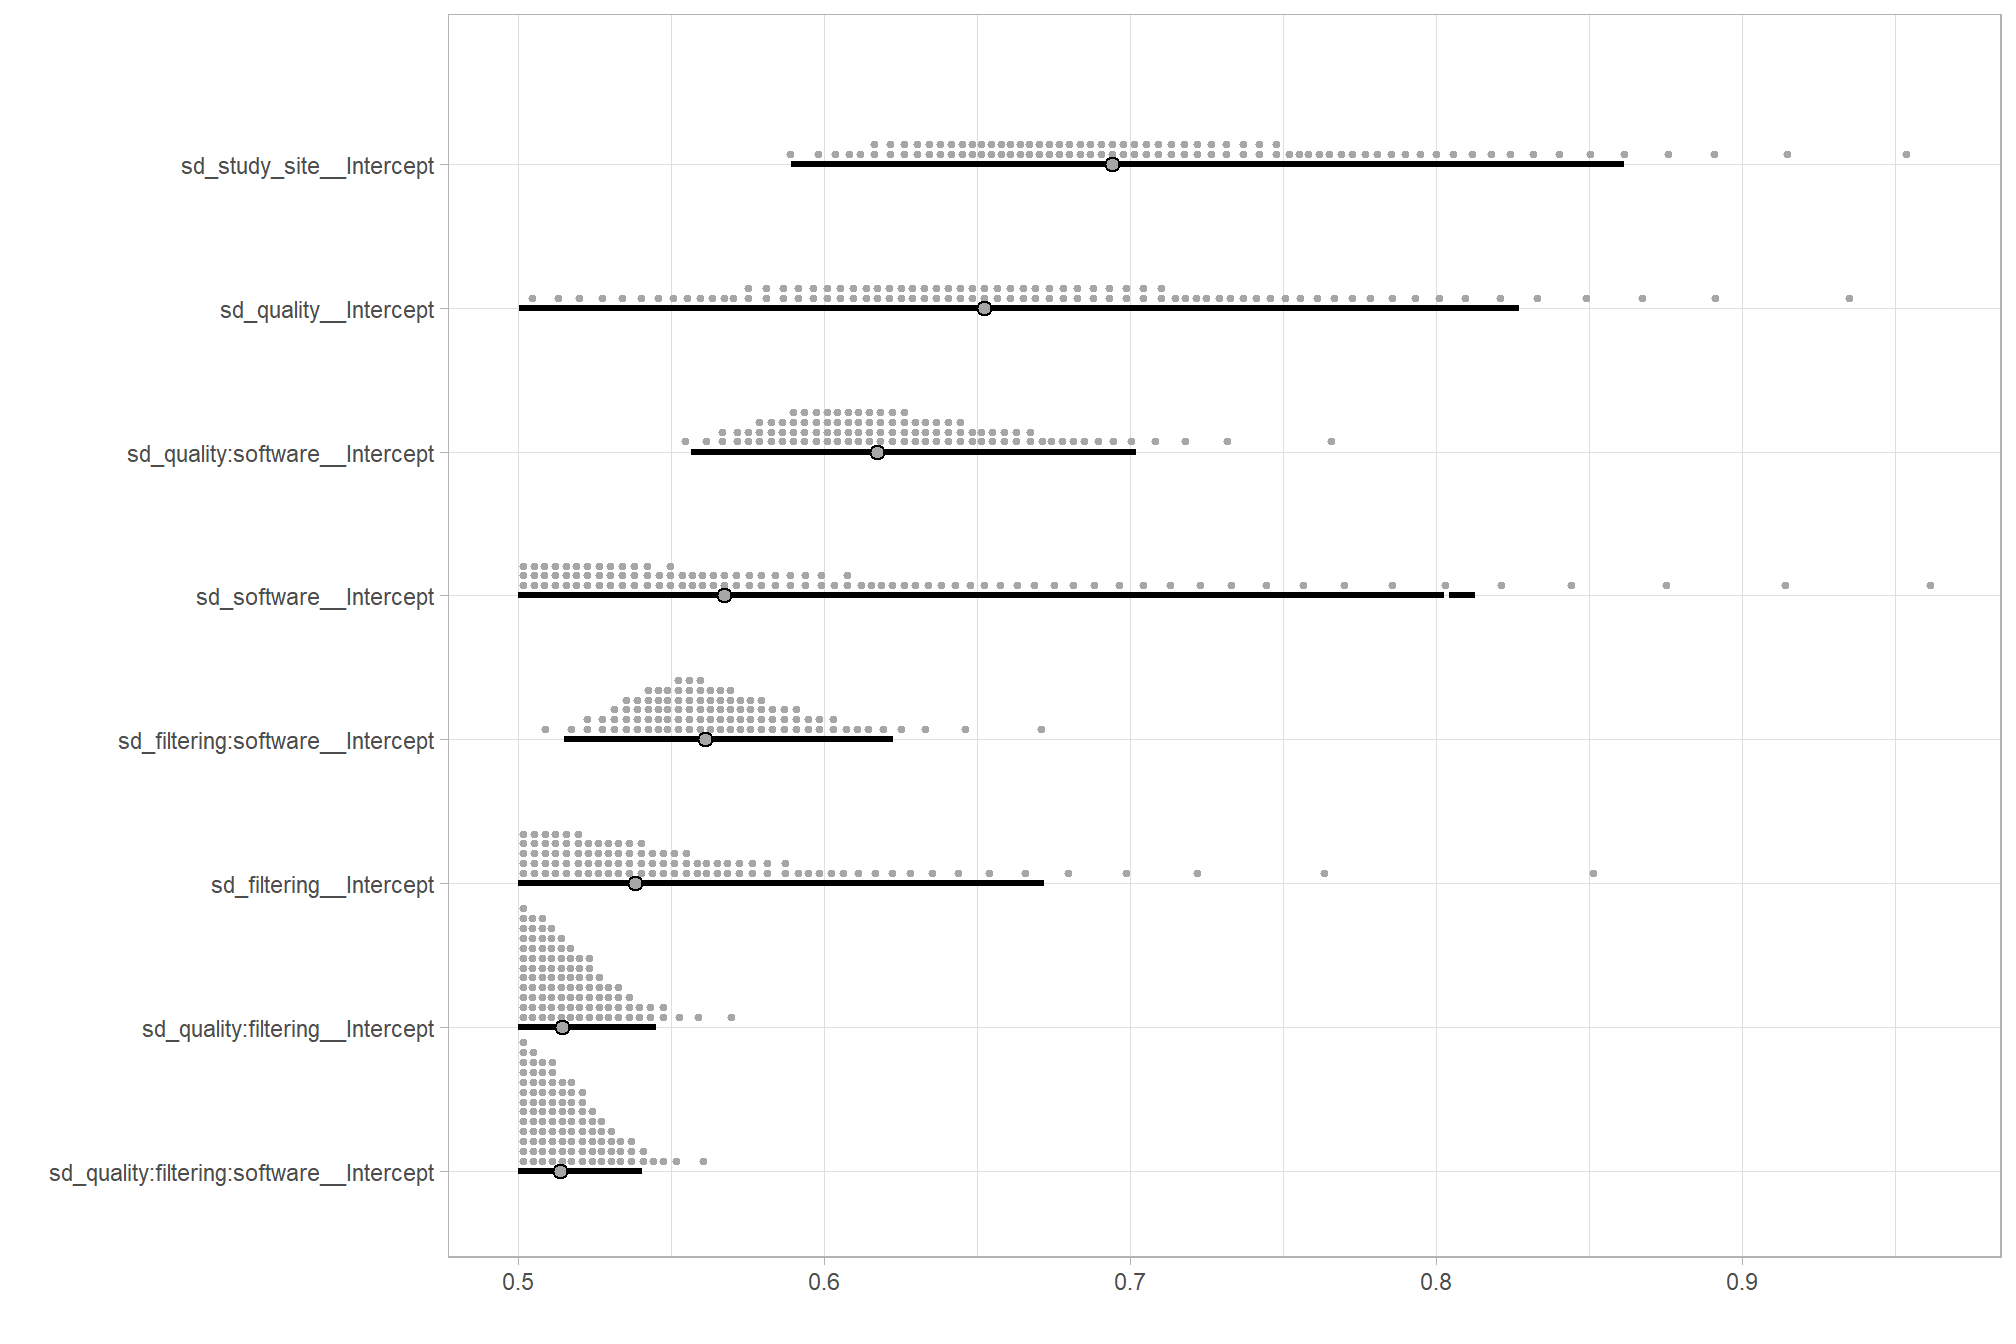 sd_study_site__Intercept
sd_quality__Intercept
sd_quality:software__Intercept
sd_software__Intercept
sd_filtering:software__Intercept
sd_filtering__Intercept
sd_quality:filtering__Intercept
sd_quality:filtering:software__Intercept
0.5 0.6 0.7 0.8 0.9